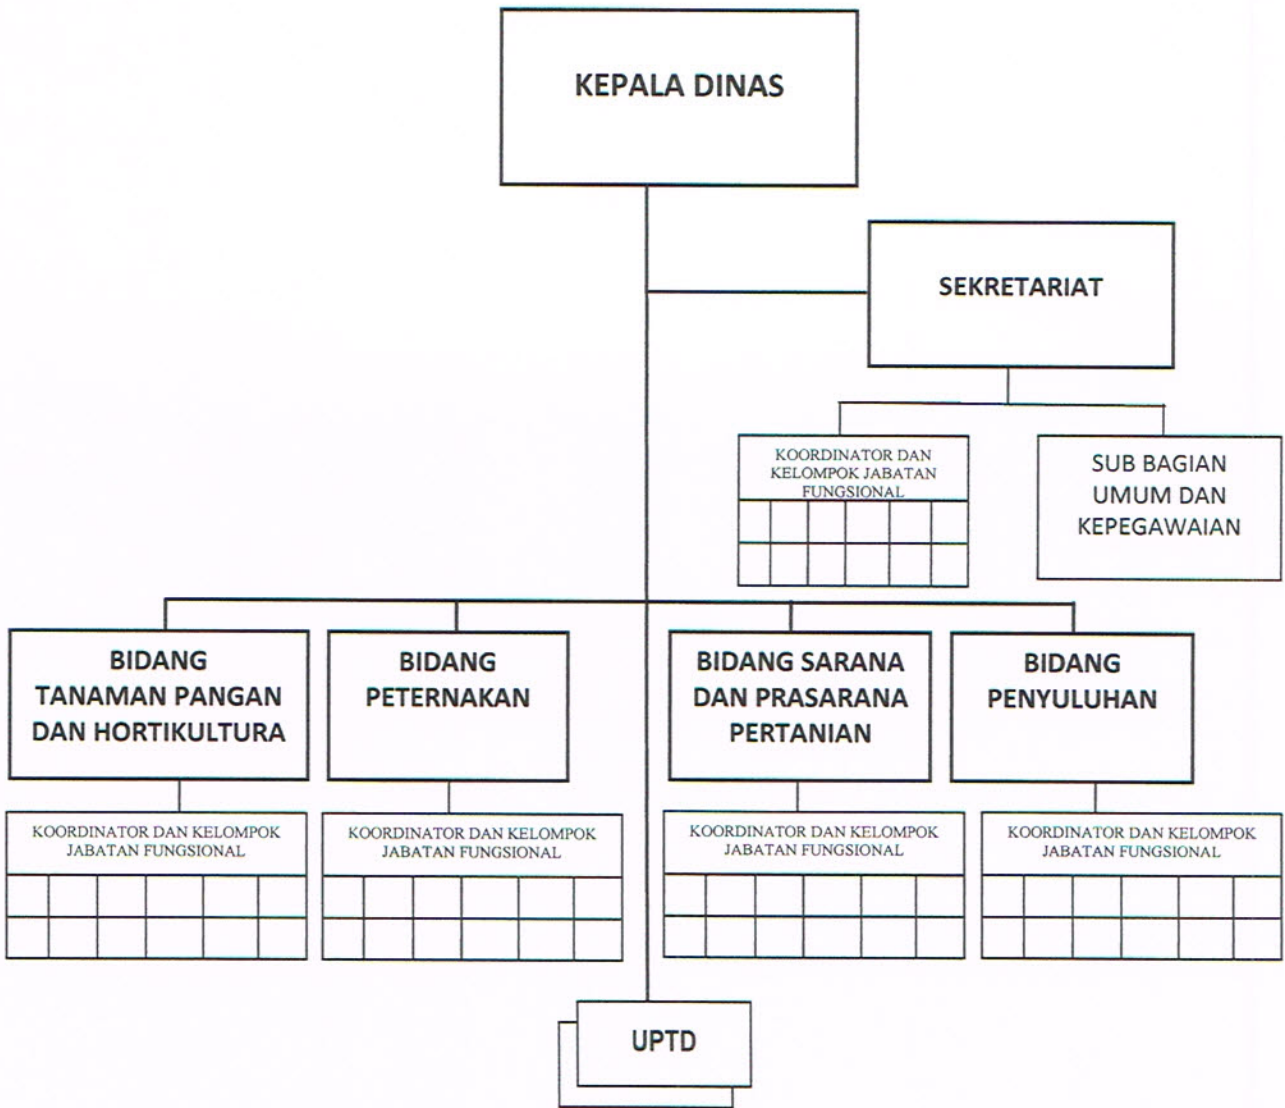 KEPALA DINAS
SEKRETARIAT
KOORDINATOR DAN
KELOMPOK JABATAN
FUNGSIONAL
SUB BAGIAN
UMUM DAN
KEPEGAWAIAN
BIDANG
TANAMAN PANGAN
DAN HORTIKULTURA
BIDANG
PETERNAKAN
BIDANG SARANA
DAN PRASARANA
PERTANIAN
BIDANG
PENYULUHAN
KOORDINATOR DAN KELOMPOK
JABATAN FUNGSIONAL
KOORDINATOR DAN KELOMPOK
JABATAN FUNGSIONAL
KOORDINATOR DAN KELOMPOK
JABATAN FUNGSIONAL
KOORDINATOR DAN KELOMPOK
JABATAN FUNGSIONAL
UPTD